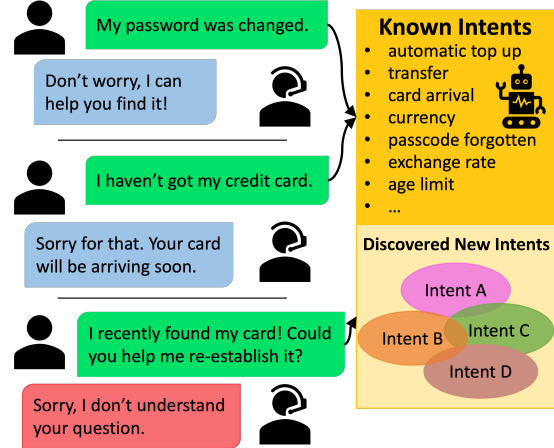 My password was changed.
Don't worry, I can
help you find it!
I haven't got my credit card.
Sorry for that. Your card
will be arriving soon.
I recently found my card! Could
you help me re-establish it?
Sorry, I don't understand
your question.
Known Intents
• automatic top up
• transfer
• card arrival
• currency
• passcode forgotten
• exchange rate
• age limit
• ...
Discovered New Intents
Intent A
Intent B
Intent C
Intent D